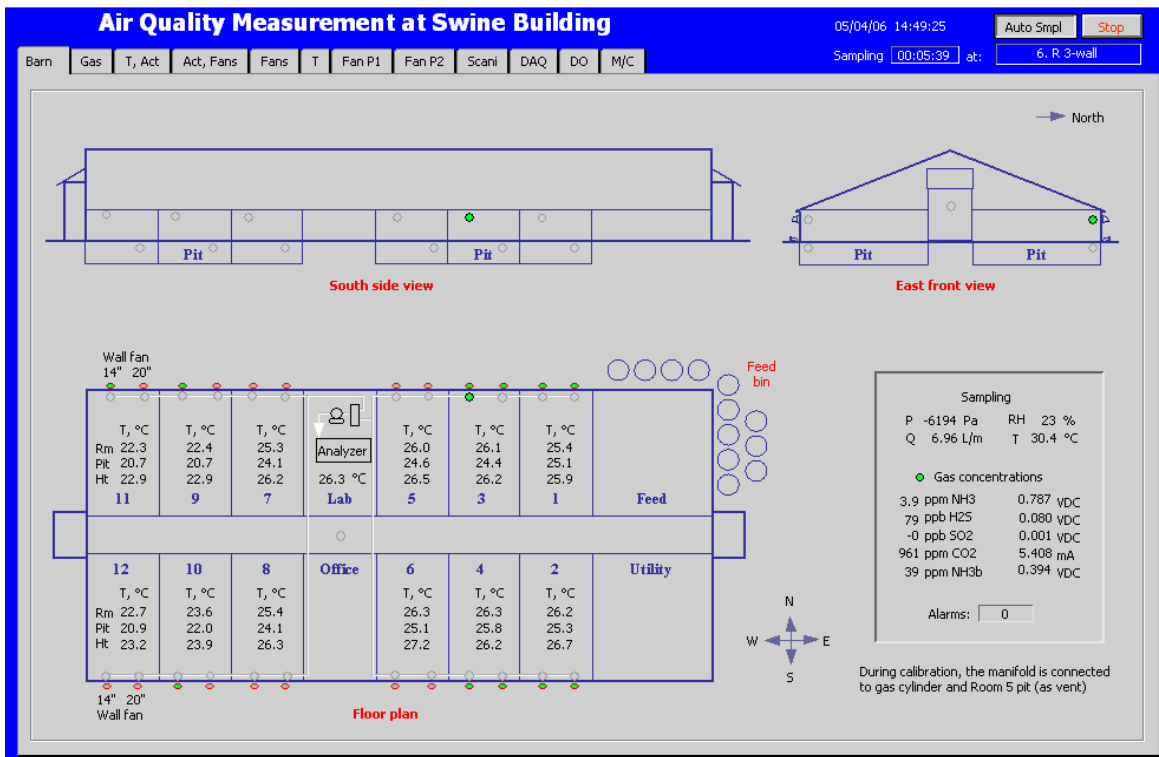 Air Quality Measurement at Swine Building
05/04/06 14:49:25
Auto Smpl
Stop
Sampling 00:05:39 at: 6. R 3-wall
Barn Gas T, Act Act, Fans Fans T Fan P1 Fan P2 Scani DAQ DO M/C
North
Pit Pit
South side view
Pit Pit
East front view
Wall fan
14" 20"
Feed
bin
T, °C T, °C T, °C T, °C T, °C T, °C
Rm 22.3 22.4 25.3 26.0 26.1 25.4
Analyzer
Pit 20.7 20.7 24.1 24.6 24.4 25.1
Ht 22.9 22.9 26.2 26.3 °C 26.5 26.2 25.9
11 9 7 Lab 5 3 1 Feed
12 10 8 Office 6 4 2 Utility
T, °C T, °C T, °C T, °C T, °C T, °C
Rm 22.7 23.6 25.4 26.3 26.3 26.2
Pit 20.9 22.0 24.1 25.1 25.8 25.3
Ht 23.2 23.9 26.3 27.2 26.2 26.7
14" 20"
Wall fan
Floor plan
N
W E
S
Sampling
P -6194 Pa RH 23 %
Q 6.96 L/m T 30.4 °C
Gas concentrations
3.9 ppm NH3 0.787 VDC
79 ppb H2S 0.080 VDC
-0 ppb SO2 0.001 VDC
961 ppm CO2 5.408 mA
39 ppm NH3b 0.394 VDC
Alarms: 0
During calibration, the manifold is connected
to gas cylinder and Room 5 pit (as vent)